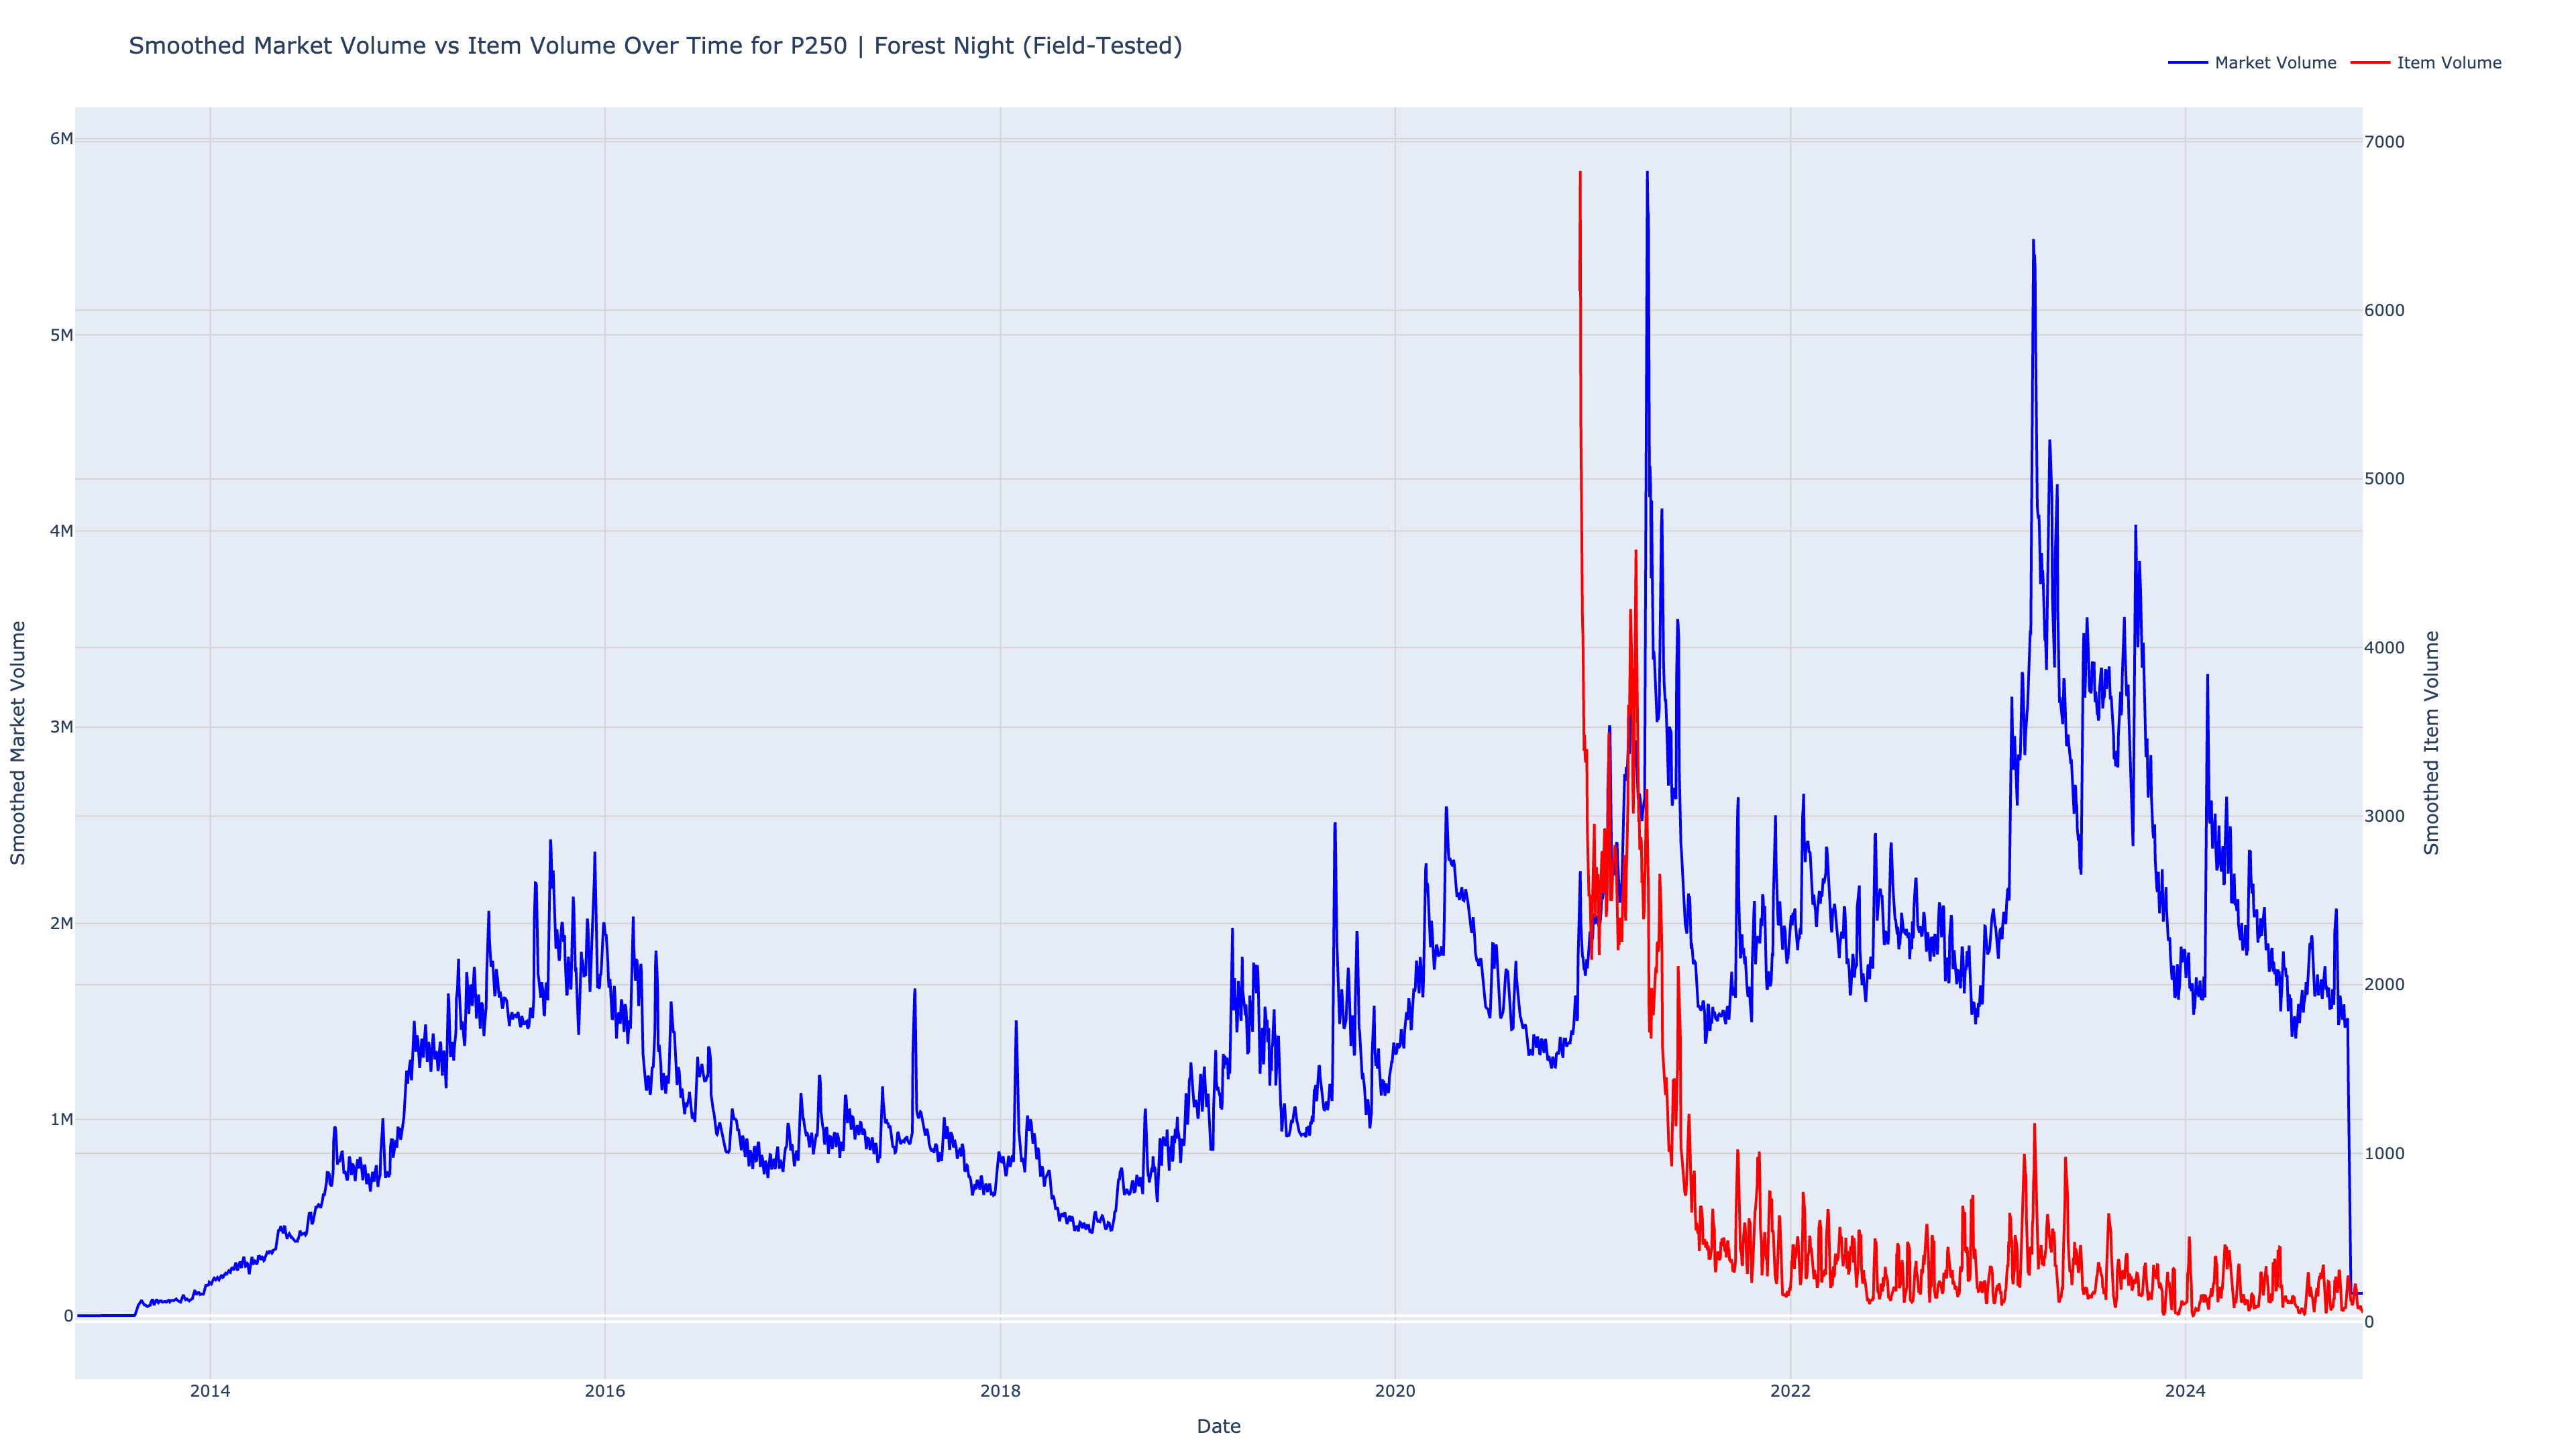 Smoothed Market Volume vs Item Volume Over Time for P250 | Forest Night (Field-Tested)
Market Volume
Item Volume
6M
5M
4M
3M
2M
1M
0
Smoothed Market Volume
7000
6000
5000
4000
3000
2000
1000
0
Smoothed Item Volume
2014
2016
2018
2020
2022
2024
Date